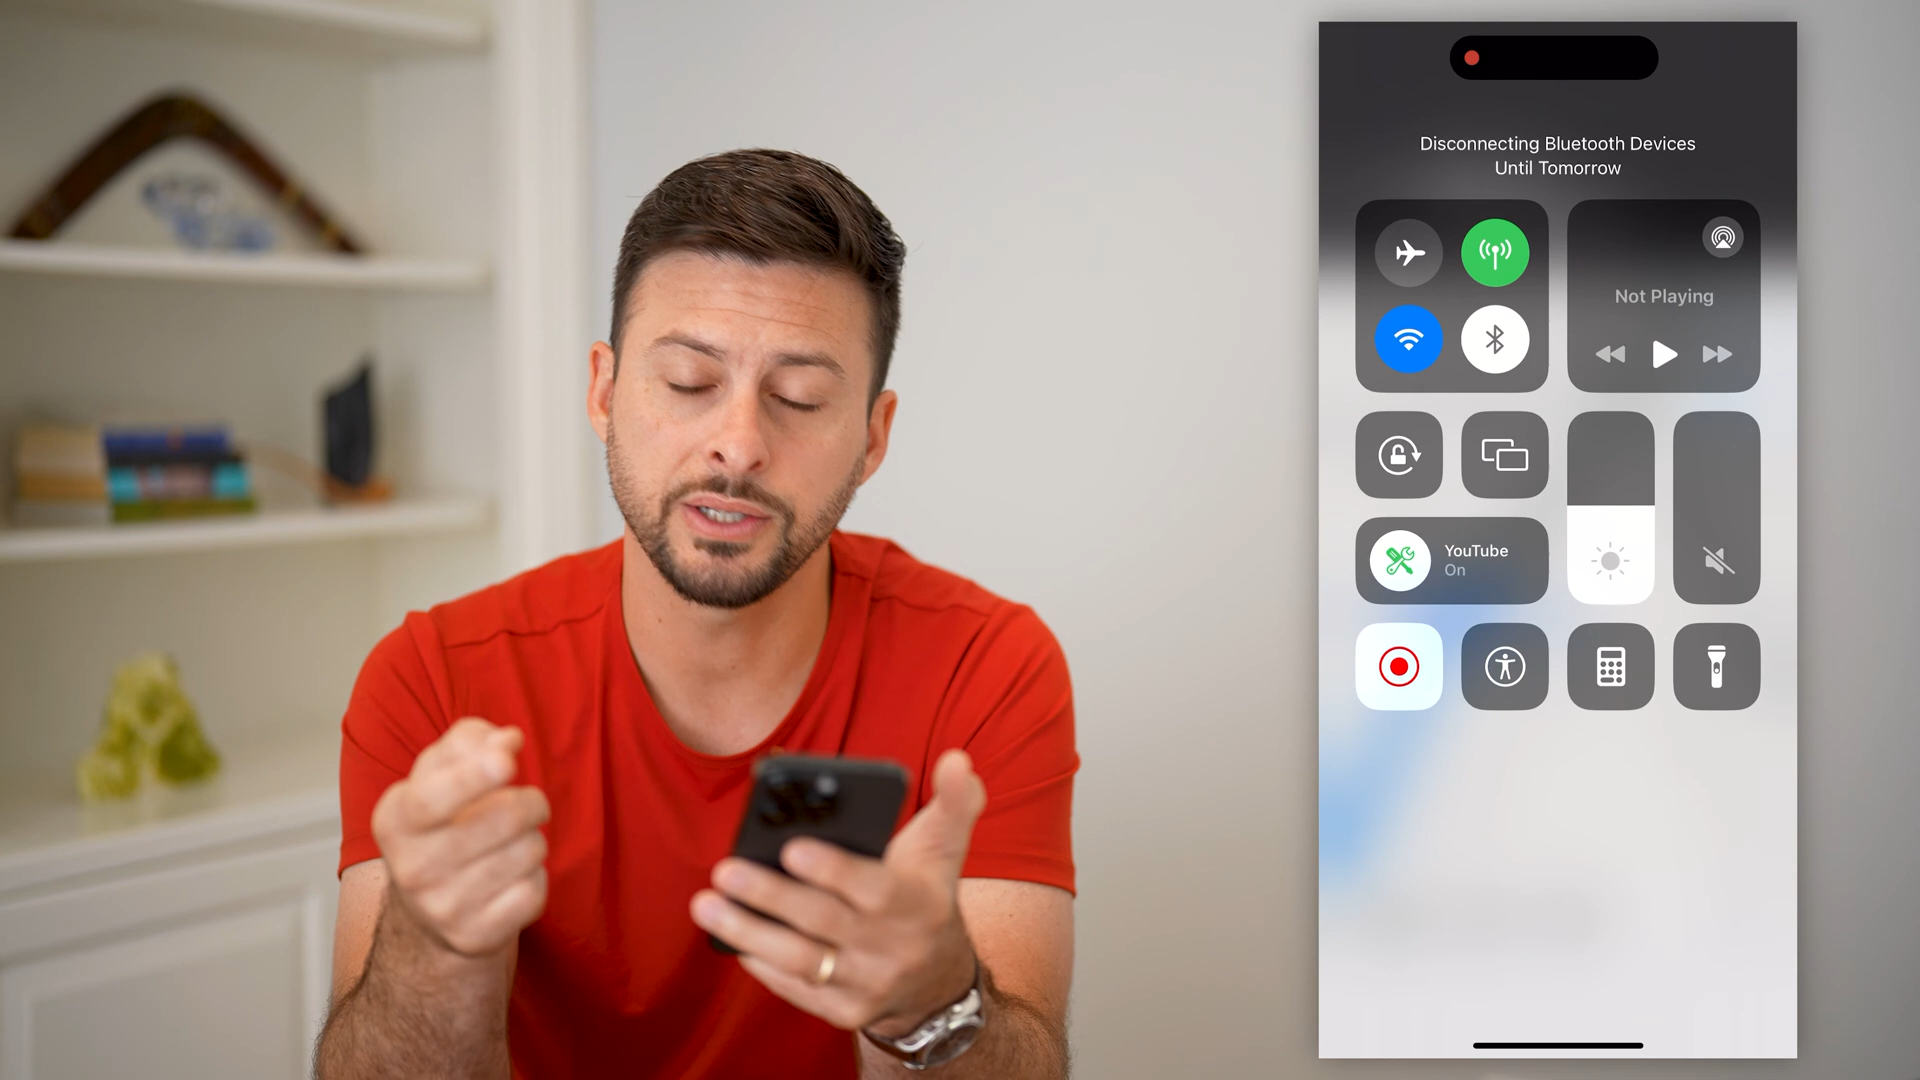 Disconnecting Bluetooth Devices
Until Tomorrow
Not Playing
YouTube
On